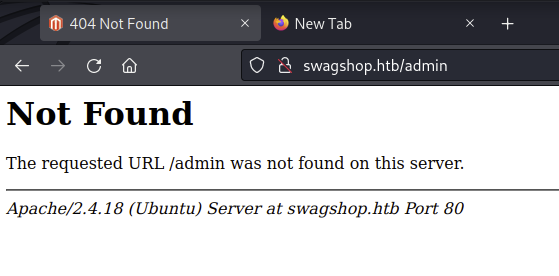 404 Not Found
New Tab
swagshop.htb/admin
Not Found
The requested URL /admin was not found on this server.
Apache/2.4.18 (Ubuntu) Server at swagshop.htb Port 80